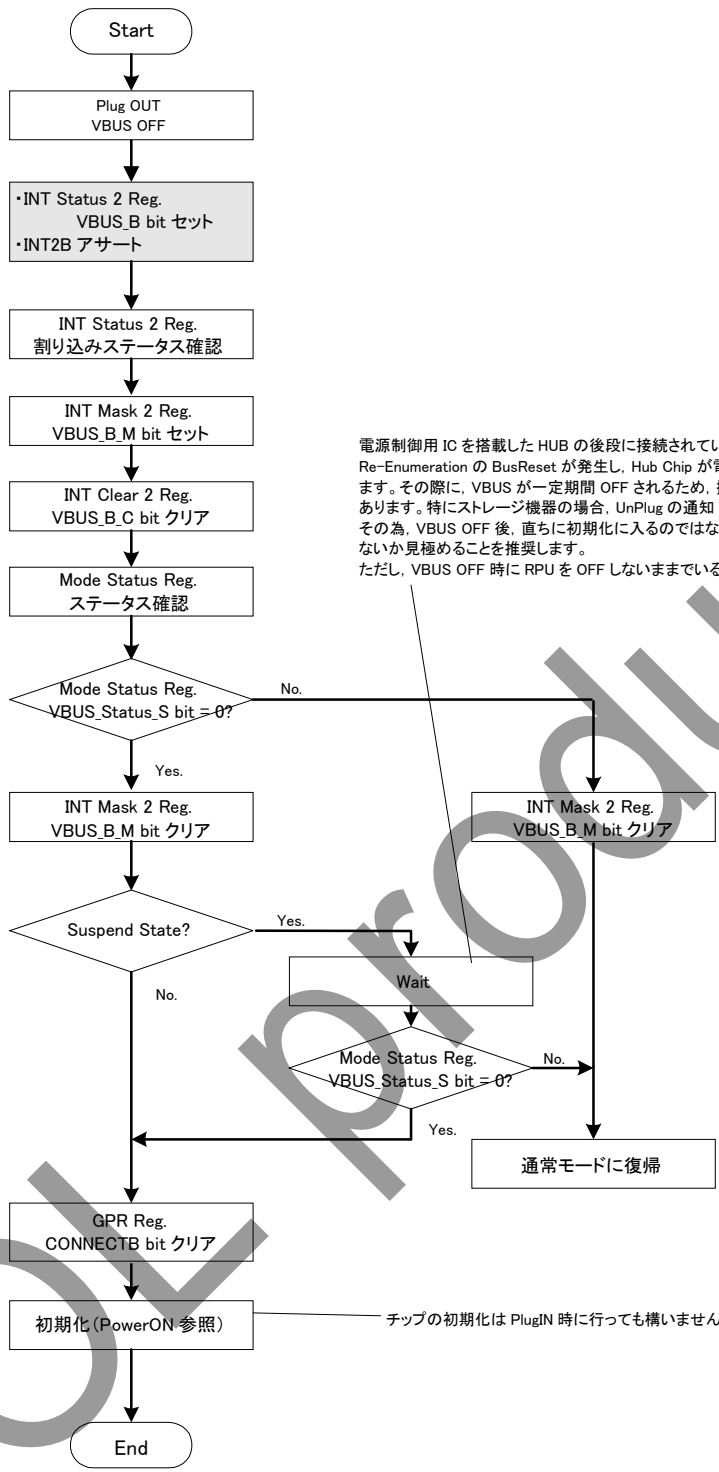 Start
Plug OUT
VBUS OFF
・INT Status 2 Reg.
VBUS_B bit セット
・INT2B アサート
INT Status 2 Reg.
割り込みステータス確認
INT Mask 2 Reg.
VBUS_B_M bit セット
INT Clear 2 Reg.
VBUS_B_C bit クリア
Mode Status Reg.
ステータス確認
電源制御用 IC を搭載した HUB の後段に接続されてい
Re-Enumeration の BusReset が発生し, Hub Chip が
ます。その際に, VBUS が一定期間 OFF されるため,
あります。特にストレージ機器の場合, UnPlug の通知
その為, VBUS OFF 後, 直ちに初期化に入るのではな
ないか見極めることを推奨します。
ただし, VBUS OFF 時に RPU を OFF しないままでいる
Mode Status Reg.
VBUS_Status_S bit = 0?
No.
Yes.
INT Mask 2 Reg.
VBUS_B_M bit クリア
INT Mask 2 Reg.
VBUS_B_M bit クリア
Suspend State?
Yes.
No.
Wait
Mode Status Reg.
VBUS_Status_S bit = 0?
No.
Yes.
通常モードに復帰
GPR Reg.
CONNECTB bit クリア
初期化(PowerON 参照)
チップの初期化は PlugIN 時に行っても構いません
End
OL produ